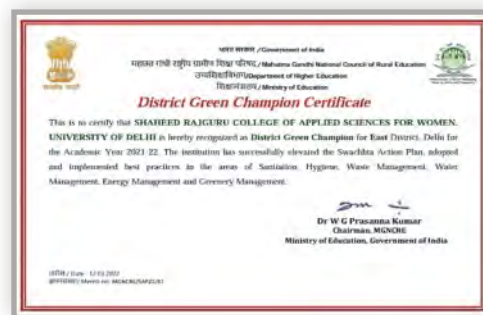 भारत सरकार /Government of India
महात्मा गांधी राष्ट्रीय ग्रामीण शिक्षा परिषद्/Mahatma Gandhi National Council of Rural Education
उच्चशिक्षाविभाग/Department of Higher Education
शिक्षा मंत्रालय/Ministry of Education
District Green Champion Certificate
This is to certify that SHAHEED RAJGURU COLLEGE OF APPLIED SCIENCES FOR WOMEN,
UNIVERSITY OF DELHI is hereby recognized as District Green Champion for East District, Delhi for
the Academic Year 2021-22. The institution has successfully elevated the Swachhta Action Plan, adopted
and implemented best practices in the areas of Sanitation, Hygiene, Waste Management, Water
Management, Energy Management and Greenery Management.
Dr W G Prasanna Kumar
Chairman, MGNCRE
Ministry of Education, Government of India
Date
Memo no: MGNCRE/SAP